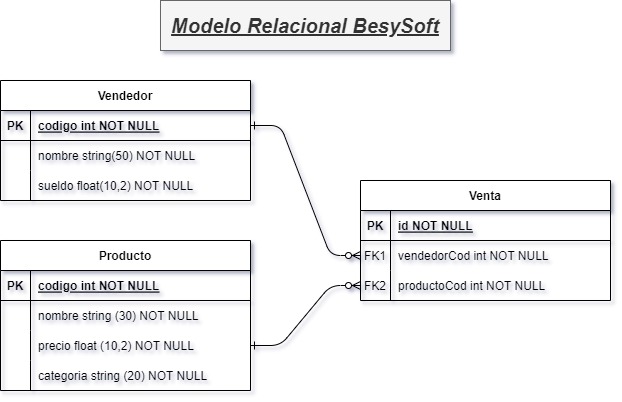 Modelo Relacional BesySoft
Vendedor
PK codigo int NOT NULL
nombre string(50) NOT NULL
sueldo float(10,2) NOT NULL
Producto
PK codigo int NOT NULL
nombre string (30) NOT NULL
precio float (10,2) NOT NULL
categoria string (20) NOT NULL
Venta
PK id NOT NULL
FK1 vendedorCod int NOT NULL
FK2 productoCod int NOT NULL